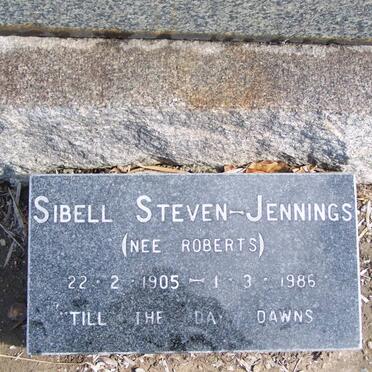 SIBELL STEVEN-JENNINGS
(NEE ROBERTS)
22·2·1905 — 1·3·1986
"TILL THE DAY DAWNS